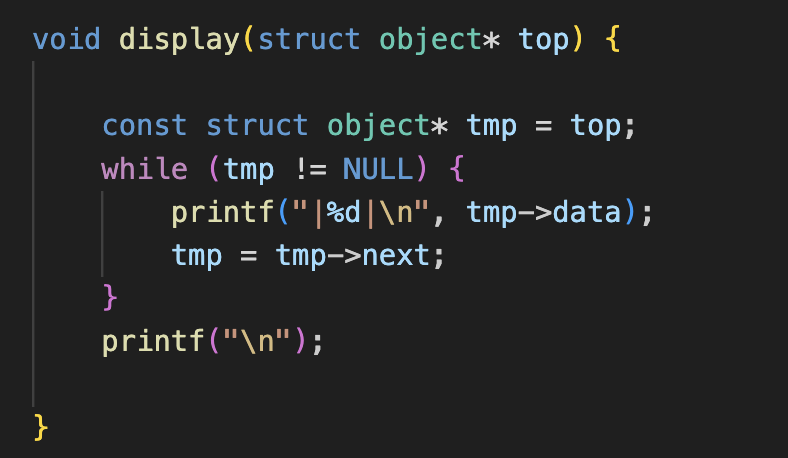 void display(struct object* top) {
    const struct object* tmp = top;
    while (tmp != NULL) {
        printf("|%d|\n", tmp->data);
        tmp = tmp->next;
    }
    printf("\n");
}